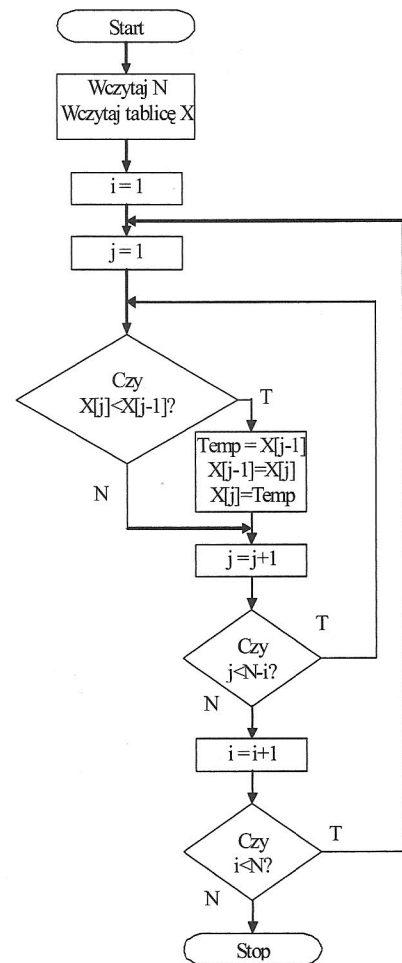 Start
Wczytaj N
Wczytaj tablicę X
i = 1
j = 1
Czy
X[j]<X[j-1]?
T
Temp = X[j-1]
X[j-1]=X[j]
X[j]=Temp
N
j = j+1
Czy
j<N-i?
T
N
i = i+1
Czy
i<N?
T
N
Stop